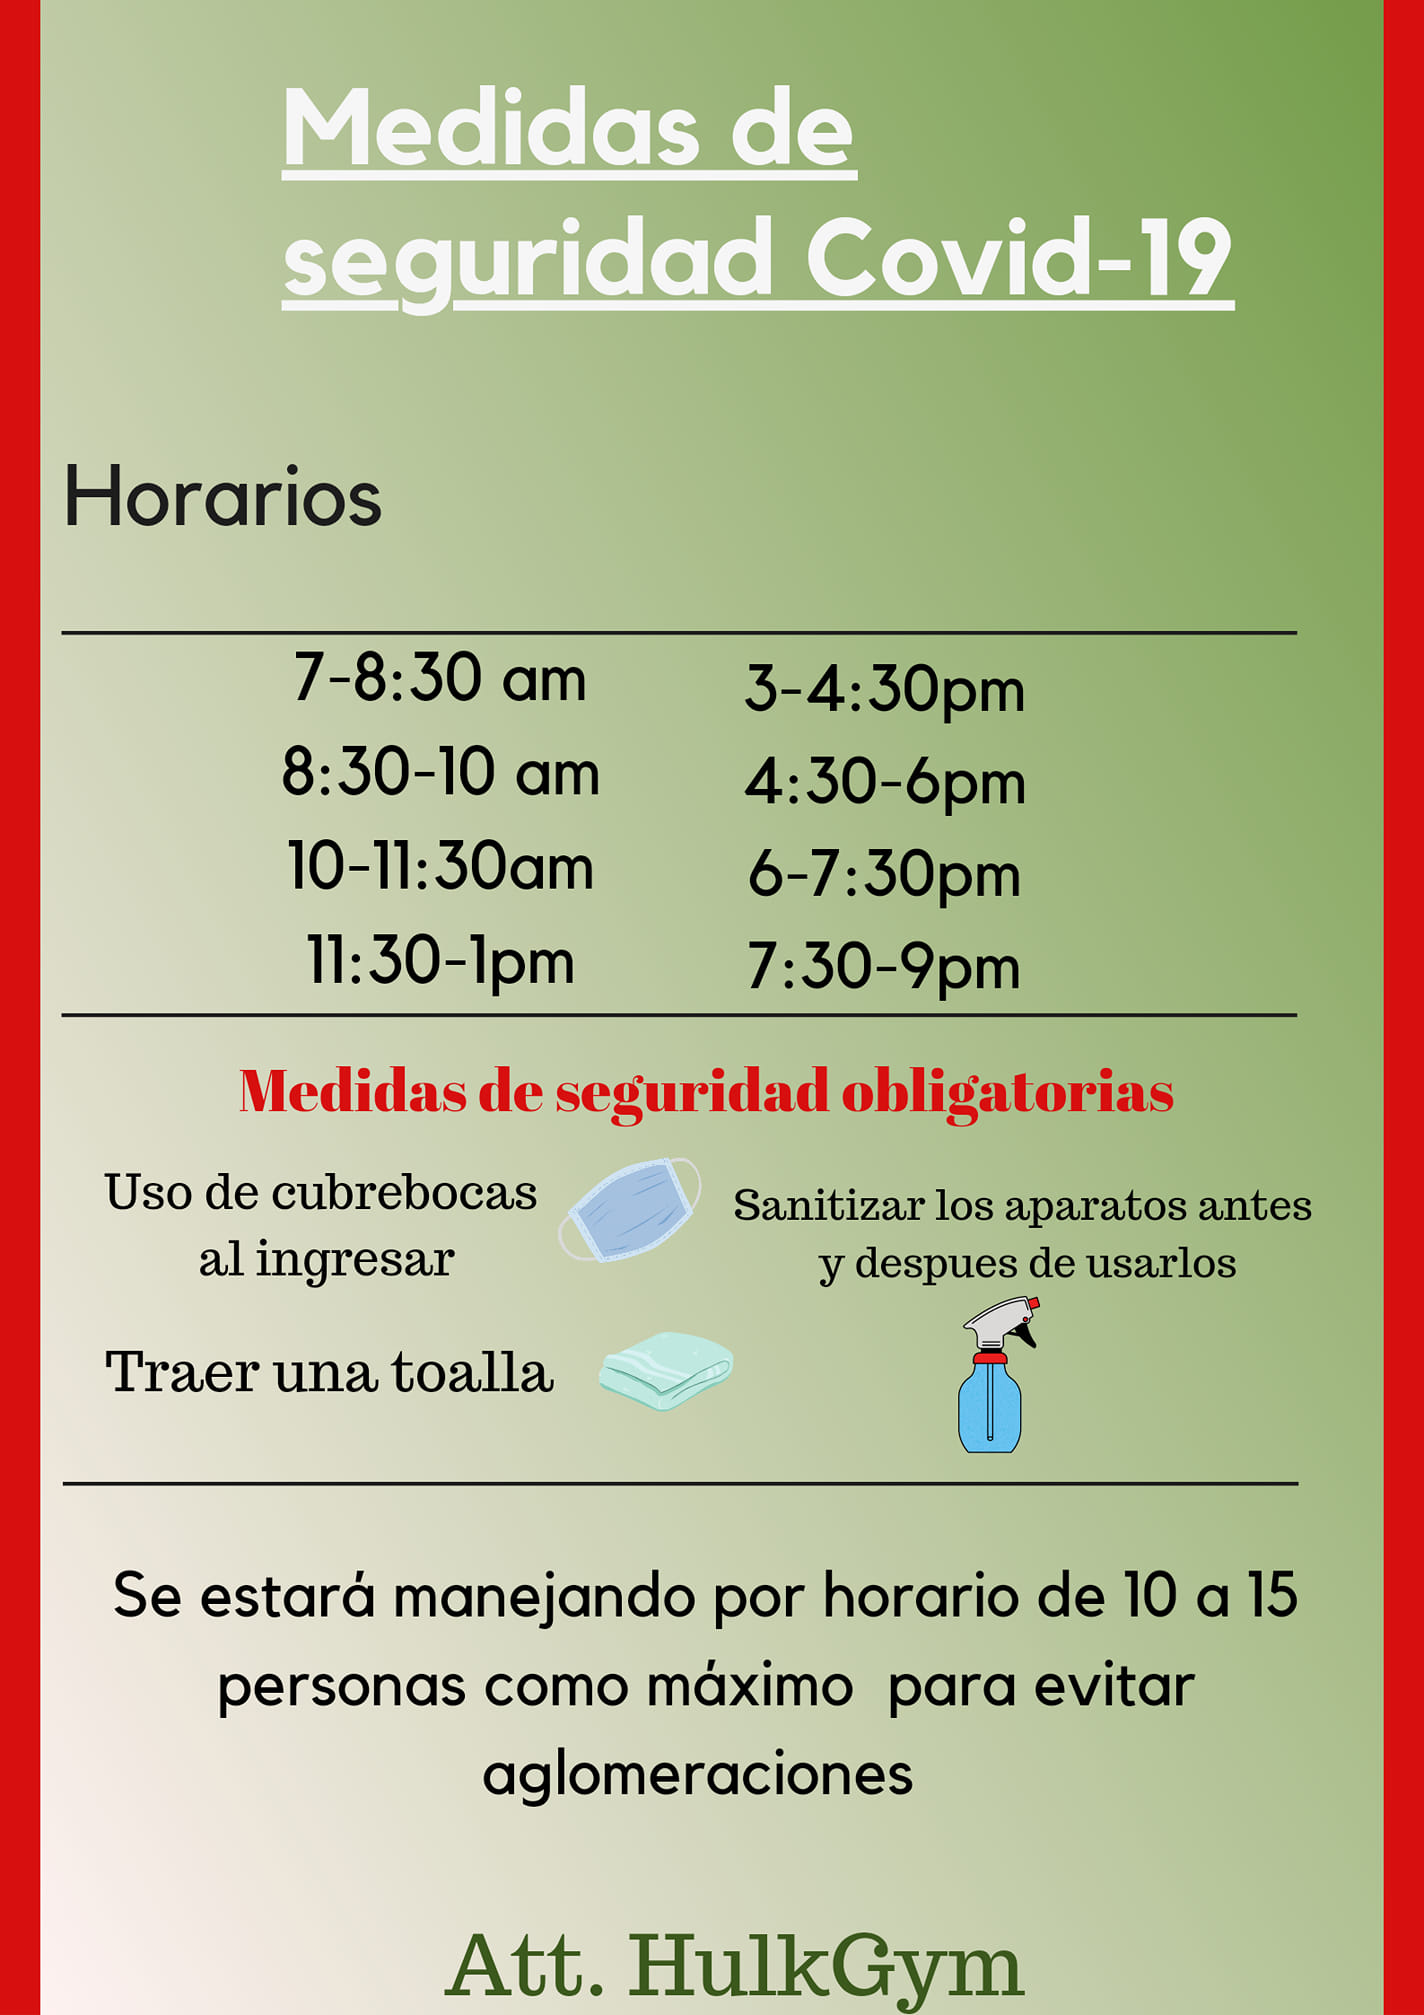 Medidas de
seguridad Covid-19
Horarios
7-8:30 am
8:30-10 am
10-11:30am
11:30-1pm
3-4:30pm
4:30-6pm
6-7:30pm
7:30-9pm
Medidas de seguridad obligatorias
Uso de cubrebocas
al ingresar
Traer una toalla
Sanitizar los aparatos antes
y despues de usarlos
Se estará manejando por horario de 10 a 15
personas como máximo  para evitar
aglomeraciones
Att. HulkGym